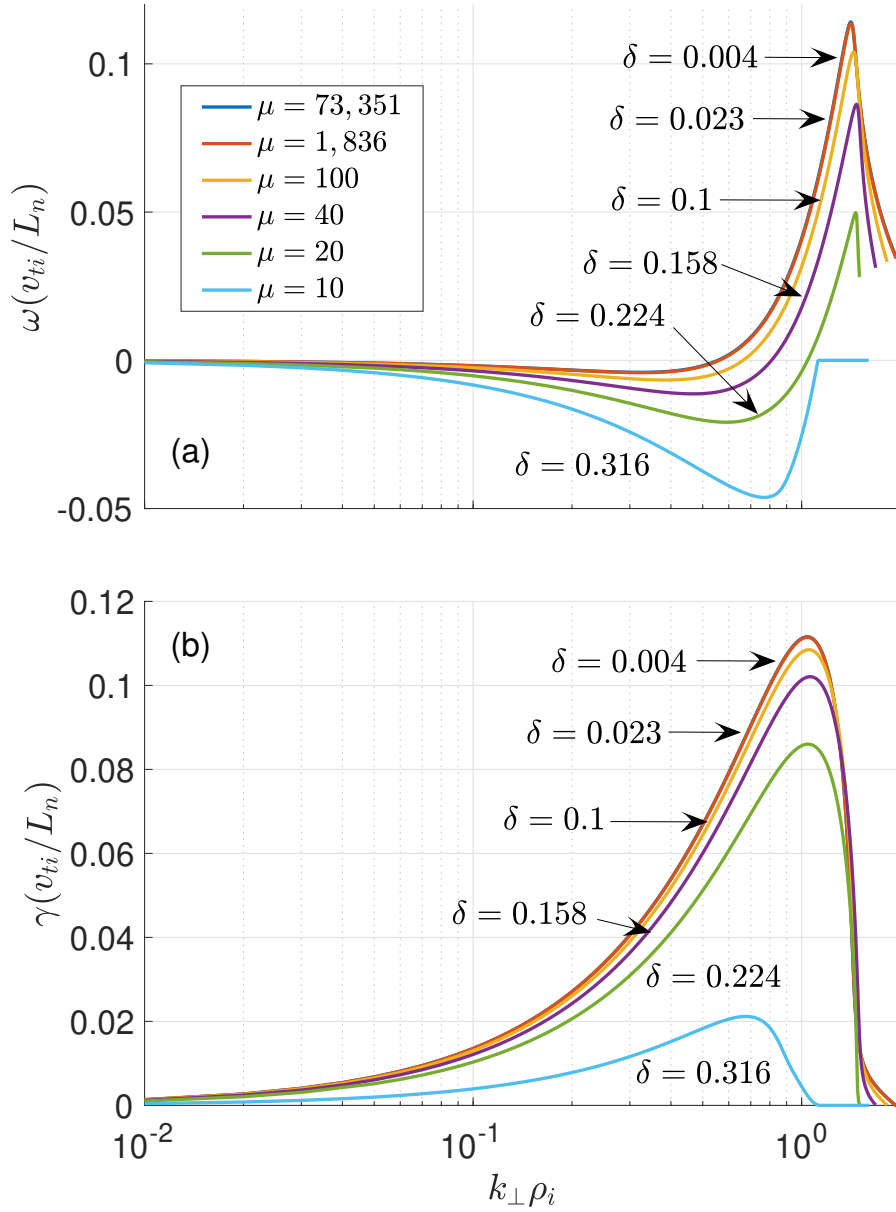 0.1
0.05
0
-0.05
ω(v_{ti}/L_n)
μ = 73,351
μ = 1,836
μ = 100
μ = 40
μ = 20
μ = 10
δ = 0.004
δ = 0.023
δ = 0.1
δ = 0.158
δ = 0.224
δ = 0.316
(a)
0.12
0.1
0.08
0.06
0.04
0.02
0
γ(v_{ti}/L_n)
(b)
δ = 0.004
δ = 0.023
δ = 0.1
δ = 0.158
δ = 0.224
δ = 0.316
10^{-2}
10^{-1}
10^{0}
k_⊥ρ_i